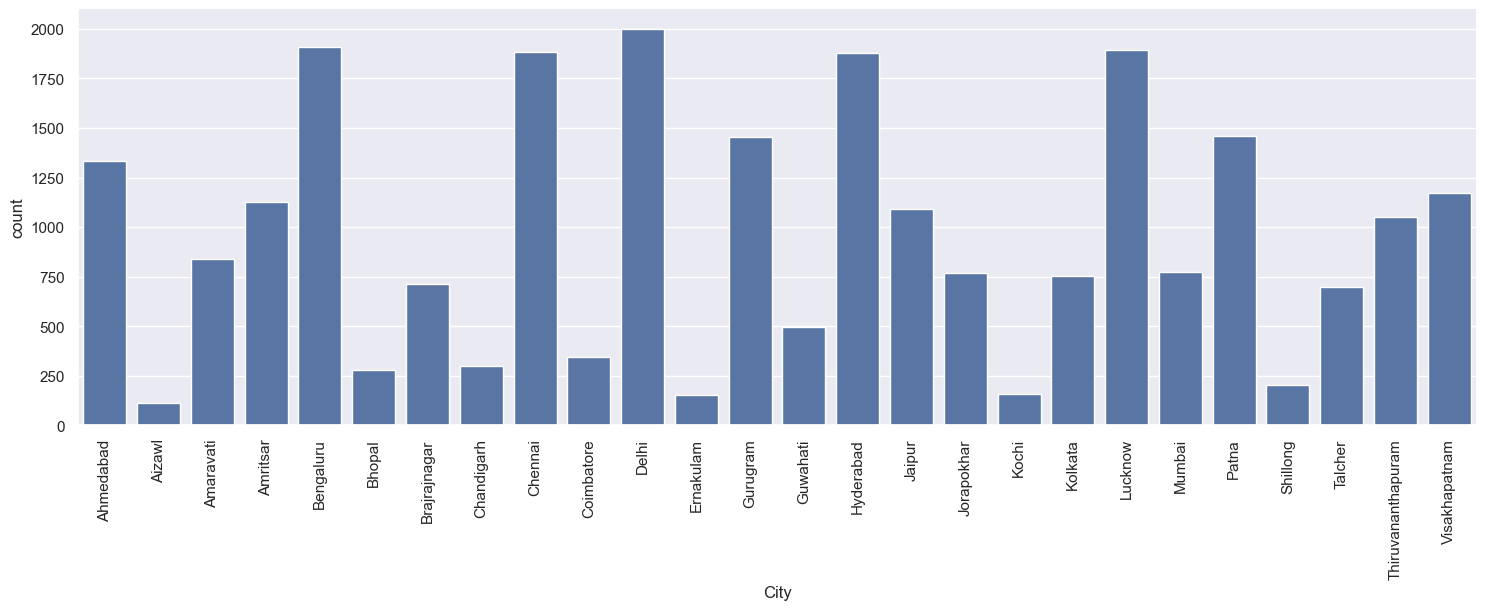 2000
1750
1500
1250
1000
750
500
250
0
count
Ahmedabad
Aizawl
Amaravati
Amritsar
Bengaluru
Bhopal
Brajrajnagar
Chandigarh
Chennai
Coimbatore
Delhi
Ernakulam
Gurugram
Guwahati
Hyderabad
Jaipur
Jorapokhar
Kochi
Kolkata
Lucknow
Mumbai
Patna
Shillong
Talcher
Thiruvananthapuram
Visakhapatnam
City